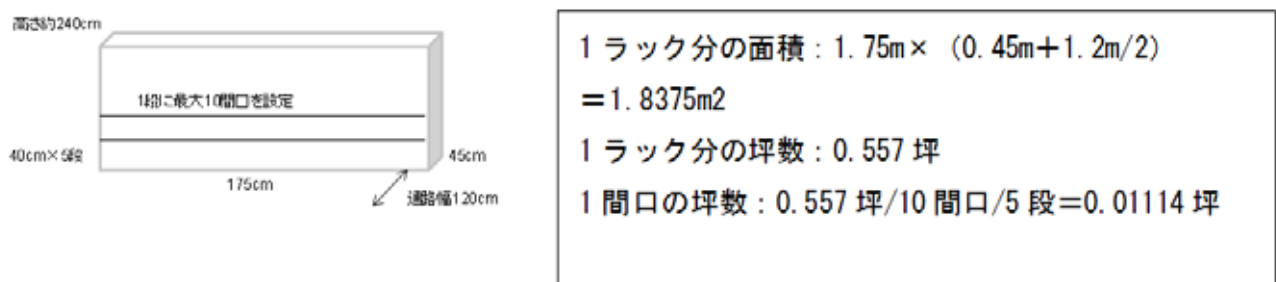 高さ約240cm
1段に最大10間口を設定
40cm×5段
45cm
175cm
通路幅120cm
1ラック分の面積:1.75m×(0.45m+1.2m/2)
=1.8375m2
1ラック分の坪数:0.557坪
1間口の坪数:0.557坪/10間口/5段=0.01114坪